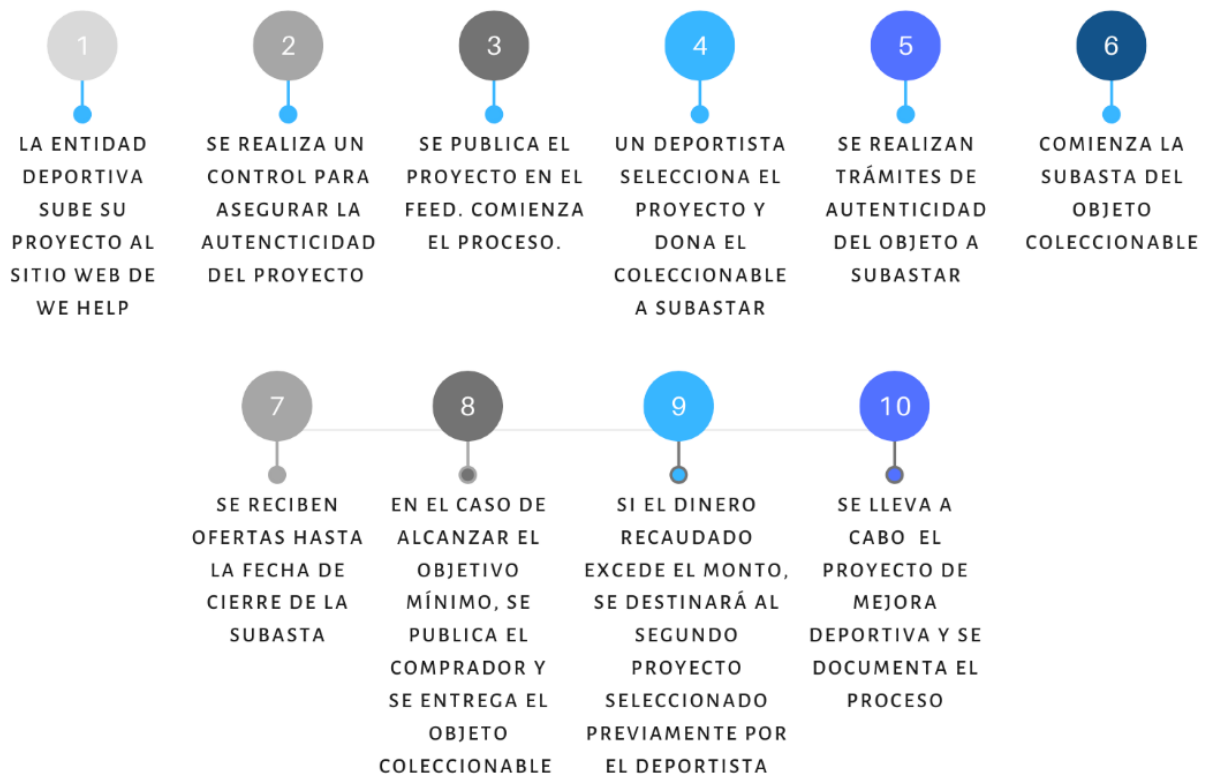 1
LA ENTIDAD
DEPORTIVA
SUBE SU
PROYECTO AL
SITIO WEB DE
WE HELP
2
SE REALIZA UN
CONTROL PARA
ASEGURAR LA
AUTENCTICIDAD
DEL PROYECTO
3
SE PUBLICA EL
PROYECTO EN EL
FEED. COMIENZA
EL PROCESO.
4
UN DEPORTISTA
SELECCIONA EL
PROYECTO Y
DONA EL
COLECCIONABLE
A SUBASTAR
5
SE REALIZAN
TRÁMITES DE
AUTENTICIDAD
DEL OBJETO A
SUBASTAR
6
COMIENZA LA
SUBASTA DEL
OBJETO
COLECCIONABLE
7
SE RECIBEN
OFERTAS HASTA
LA FECHA DE
CIERRE DE LA
SUBASTA
8
EN EL CASO DE
ALCANZAR EL
OBJETIVO
MÍNIMO, SE
PUBLICA EL
COMPRADOR Y
SE ENTREGA EL
OBJETO
COLECCIONABLE
9
SI EL DINERO
RECAUDADO
EXCEDE EL MONTO,
SE DESTINARÁ AL
SEGUNDO
PROYECTO
SELECCIONADO
PREVIAMENTE POR
EL DEPORTISTA
10
SE LLEVA A
CABO EL
PROYECTO DE
MEJORA
DEPORTIVA Y SE
DOCUMENTA EL
PROCESO